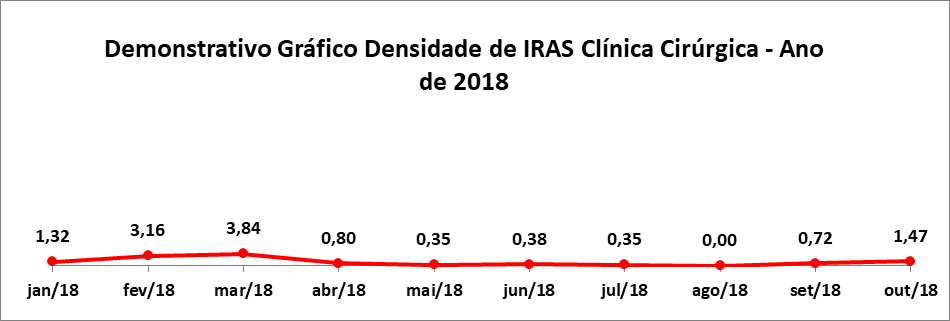 Demonstrativo Gráfico Densidade de IRAS Clínica Cirúrgica - Ano
de 2018
1,32 3,16 3,84 0,80 0,35 0,38 0,35 0,00 0,72 1,47
jan/18 fev/18 mar/18 abr/18 mai/18 jun/18 jul/18 ago/18 set/18 out/18